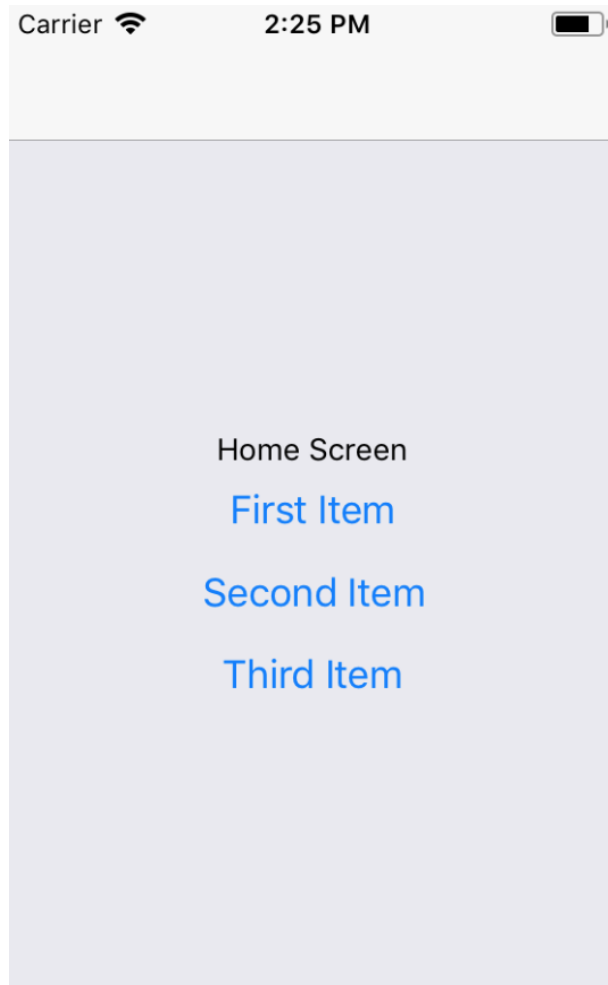 Carrier 2:25 PM
Home Screen
First Item
Second Item
Third Item